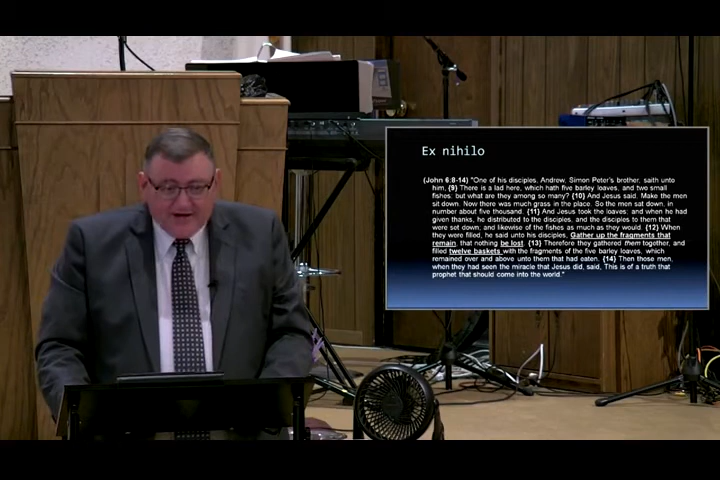 Ex nihilo
(John 6:8-14) "One of his disciples, Andrew, Simon Peter's brother, saith unto
him, {9} There is a lad here, which hath five barley loaves, and two small
fishes: but what are they among so many? {10} And Jesus said, Make the men
sit down. Now there was much grass in the place. So the men sat down, in
number about five thousand. {11} And Jesus took the loaves; and when he had
given thanks, he distributed to the disciples, and the disciples to them that
were set down; and likewise of the fishes as much as they would. {12} When
they were filled, he said unto his disciples, Gather up the fragments that
remain, that nothing be lost. {13} Therefore they gathered them together, and
filled twelve baskets with the fragments of the five barley loaves, which
remained over and above unto them that had eaten. {14} Then those men,
when they had seen the miracle that Jesus did, said, This is of a truth that
prophet that should come into the world."